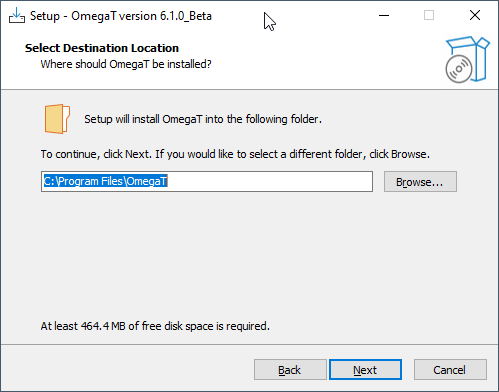 Setup - OmegaT version 6.1.0_Beta
Select Destination Location
Where should OmegaT be installed?
Setup will install OmegaT into the following folder.
To continue, click Next. If you would like to select a different folder, click Browse.
C:\Program Files\OmegaT
Browse...
At least 464.4 MB of free disk space is required.
Back
Next
Cancel